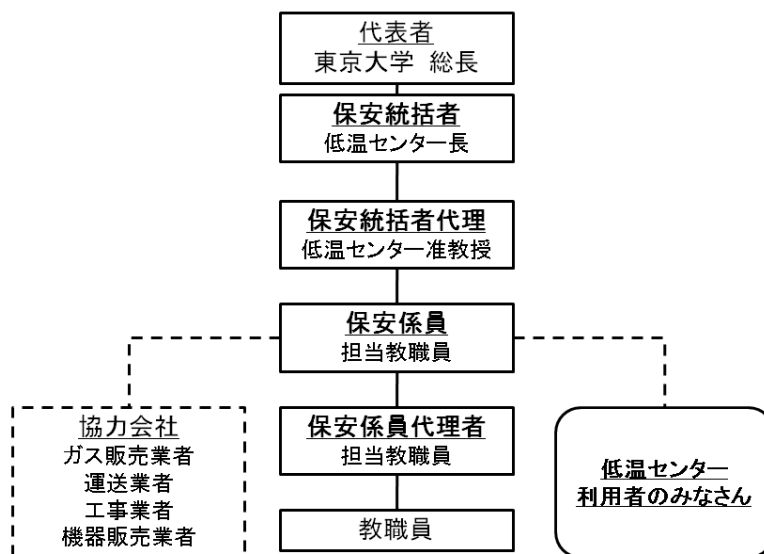 代表者
東京大学 総長
保安統括者
低温センター長
保安統括者代理
低温センター准教授
保安係員
担当教職員
協力会社
ガス販売業者
運送業者
工事業者
機器販売業者
保安係員代理者
担当教職員
低温センター
利用者のみなさん
教職員